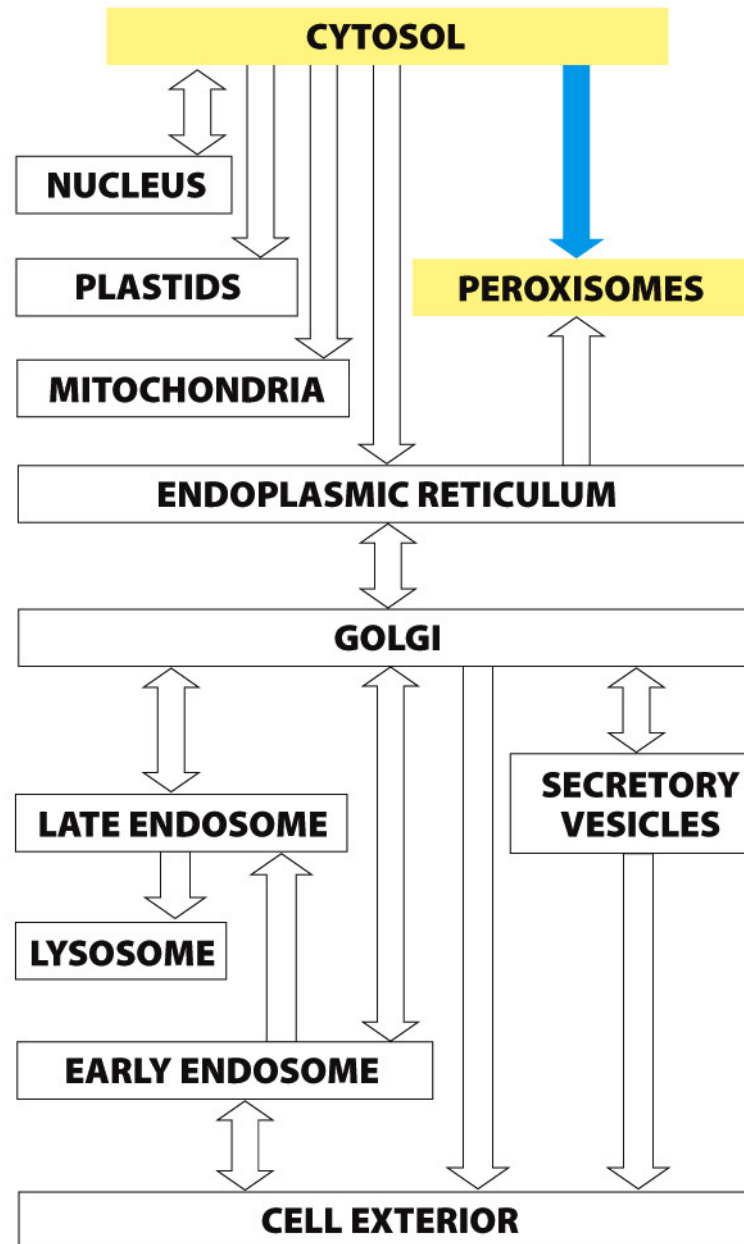 CYTOSOL
NUCLEUS
PLASTIDS
PEROXISOMES
MITOCHONDRIA
ENDOPLASMIC RETICULUM
GOLGI
SECRETORY
VESICLES
LATE ENDOSOME
LYSOSOME
EARLY ENDOSOME
CELL EXTERIOR